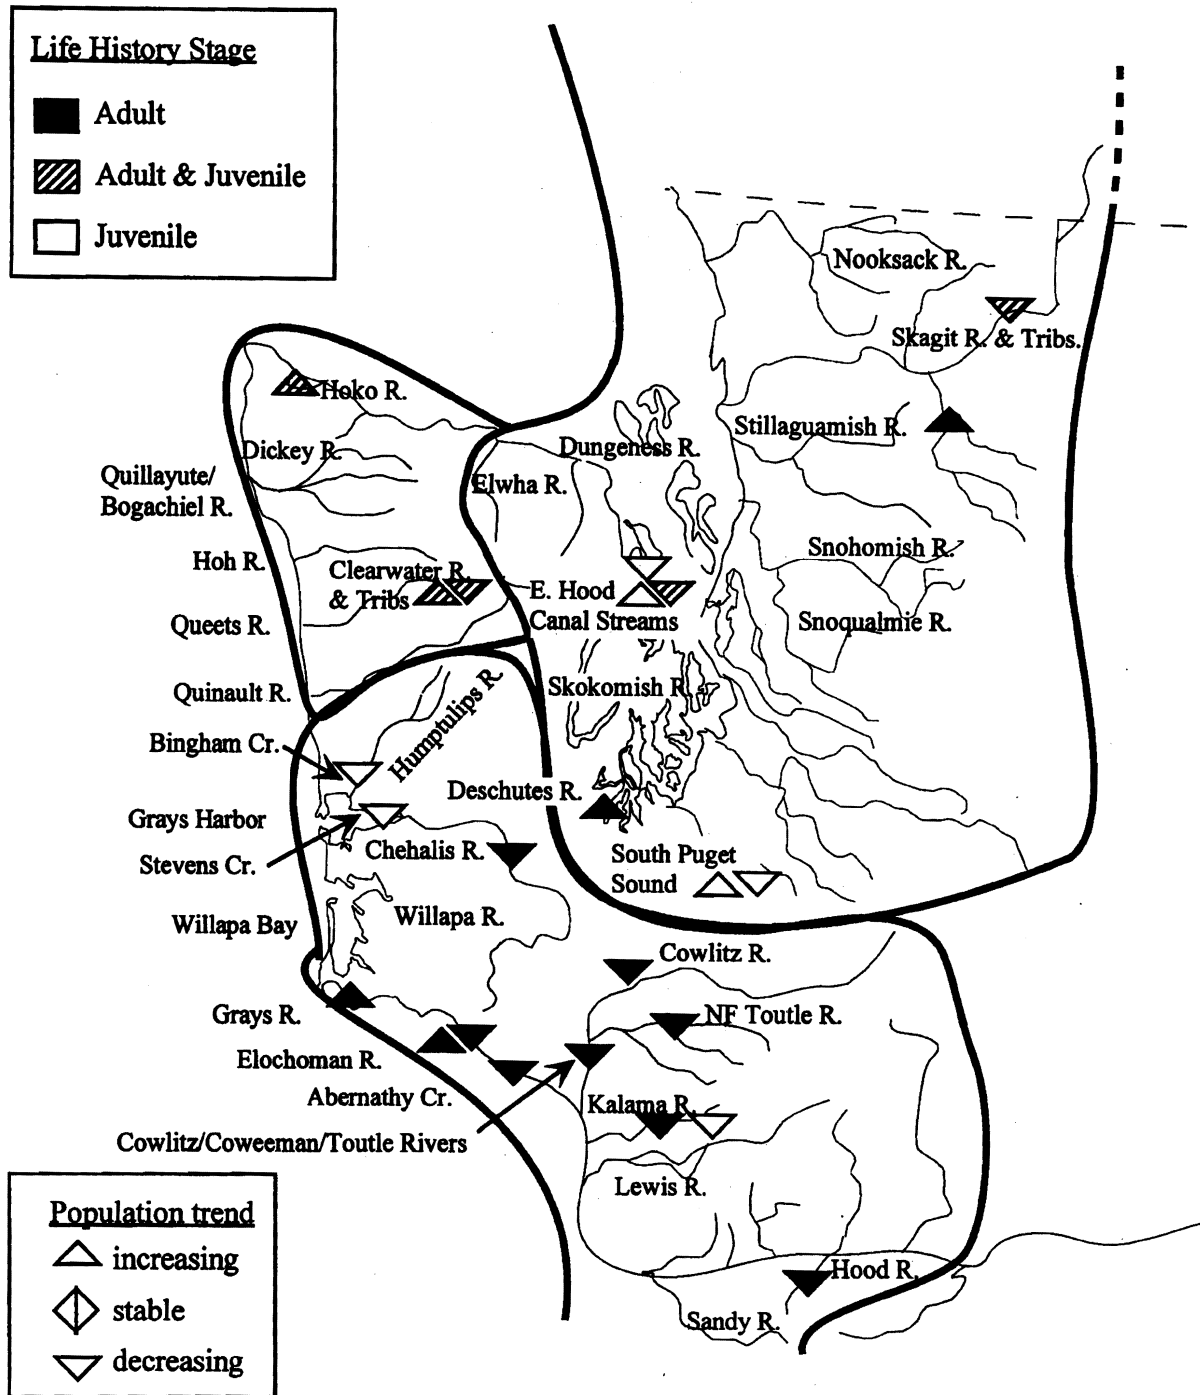 Life History Stage
Adult
Adult & Juvenile
Juvenile
Nooksack R.
Skagit R. & Tribs.
Hoko R.
Stillaguamish R.
Dickey R.
Dungeness R.
Quillayute/
Bogachiel R.
Elwha R.
Hoh R.
Snohomish R.
Clearwater R.
& Tribs
E. Hood
Canal Streams
Queets R.
Snoqualmie R.
Quinault R.
Skokomish R.
Humptulips R.
Bingham Cr.
Deschutes R.
Grays Harbor
Stevens Cr.
Chehalis R.
South Puget
Sound
Willapa Bay
Willapa R.
Cowlitz R.
Grays R.
NF Toutle R.
Elochoman R.
Abernathy Cr.
Kalama R.
Cowlitz/Coweeman/Toutle Rivers
Lewis R.
Population trend
increasing
stable
decreasing
Hood R.
Sandy R.